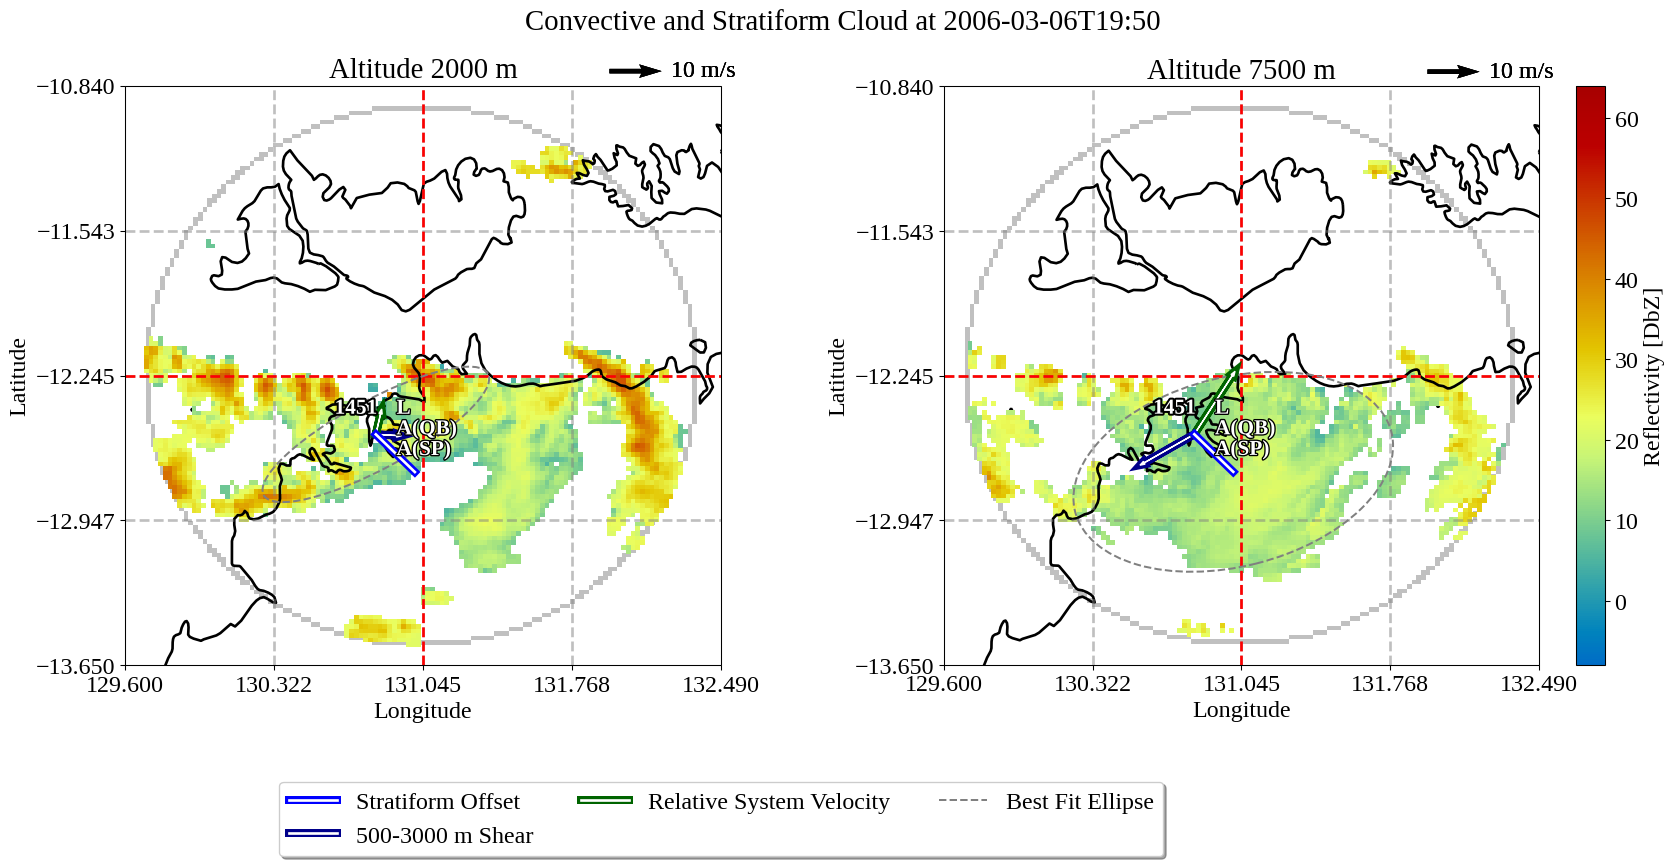 Convective and Stratiform Cloud at 2006-03-06T19:50
Altitude 2000 m
10 m/s
Altitude 7500 m
10 m/s
−10.840
−11.543
−12.245
−12.947
−13.650
Latitude
129.600
130.322
131.045
131.768
132.490
Longitude
1451
L
A(QB)
A(SP)
−10.840
−11.543
−12.245
−12.947
−13.650
Latitude
129.600
130.322
131.045
131.768
132.490
Longitude
1451
L
A(QB)
A(SP)
60
50
40
30
20
10
0
Reflectivity [DbZ]
Stratiform Offset
500-3000 m Shear
Relative System Velocity
Best Fit Ellipse